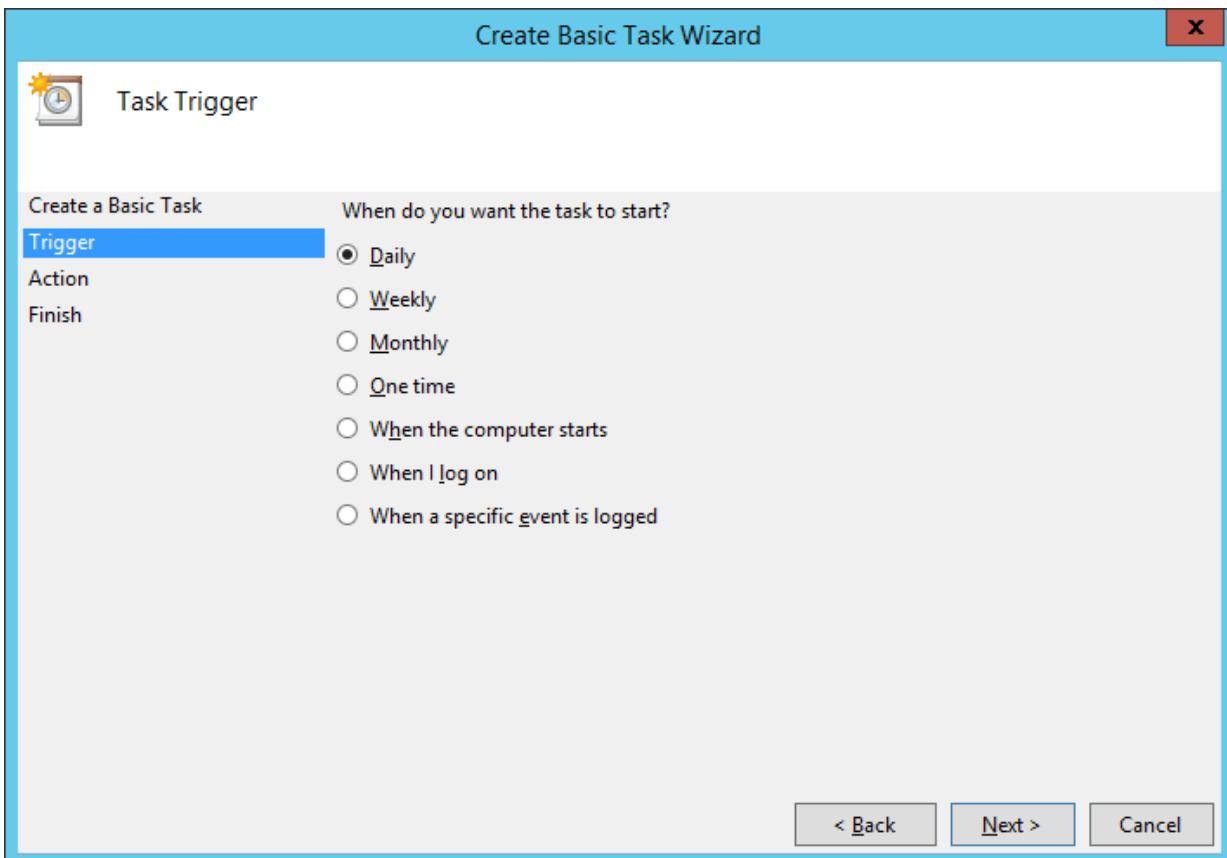 Create Basic Task Wizard
x
Task Trigger
Create a Basic Task
Trigger
Action
Finish
When do you want the task to start?
Daily
Weekly
Monthly
One time
When the computer starts
When I log on
When a specific event is logged
< Back
Next >
Cancel